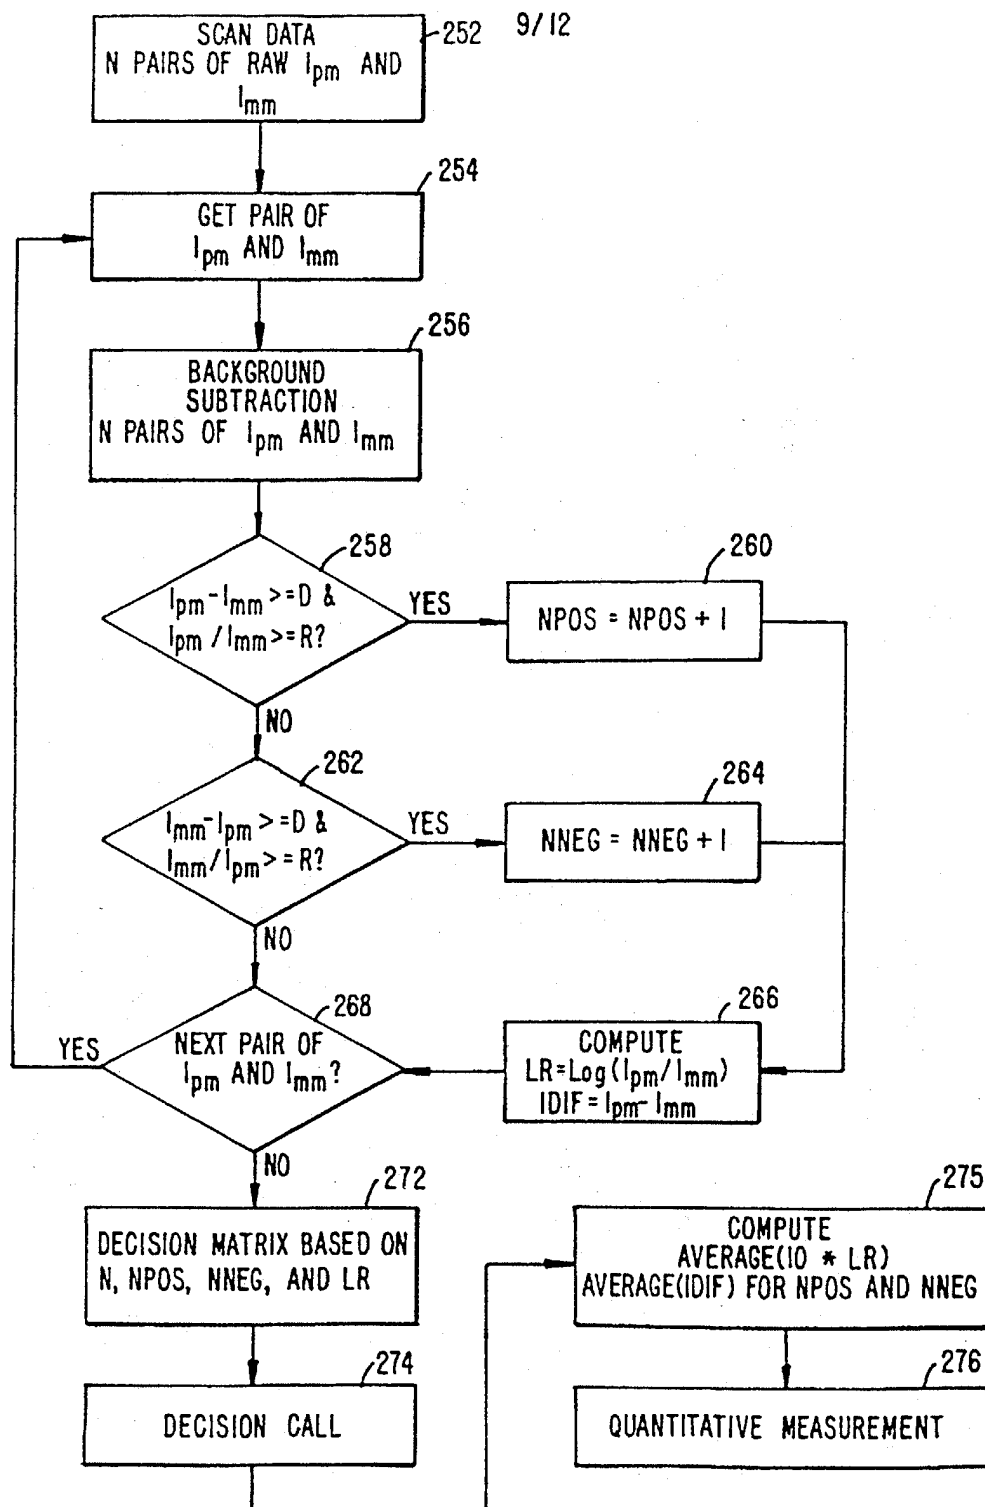 9/12
SCAN DATA
N PAIRS OF RAW Ipm AND
Imm
252
254
GET PAIR OF
Ipm AND Imm
256
BACKGROUND
SUBTRACTION
N PAIRS OF Ipm AND Imm
258
Ipm-Imm>=D &
Ipm/Imm>=R?
YES
260
NPOS = NPOS + 1
NO
262
Imm-Ipm>=D &
Imm/Ipm>=R?
YES
264
NNEG = NNEG + 1
NO
268
NEXT PAIR OF
Ipm AND Imm?
YES
266
COMPUTE
LR=Log(Ipm/Imm)
IDIF=Ipm-Imm
NO
272
DECISION MATRIX BASED ON
N, NPOS, NNEG, AND LR
274
DECISION CALL
275
COMPUTE
AVERAGE(10 * LR)
AVERAGE(IDIF) FOR NPOS AND NNEG
276
QUANTITATIVE MEASUREMENT